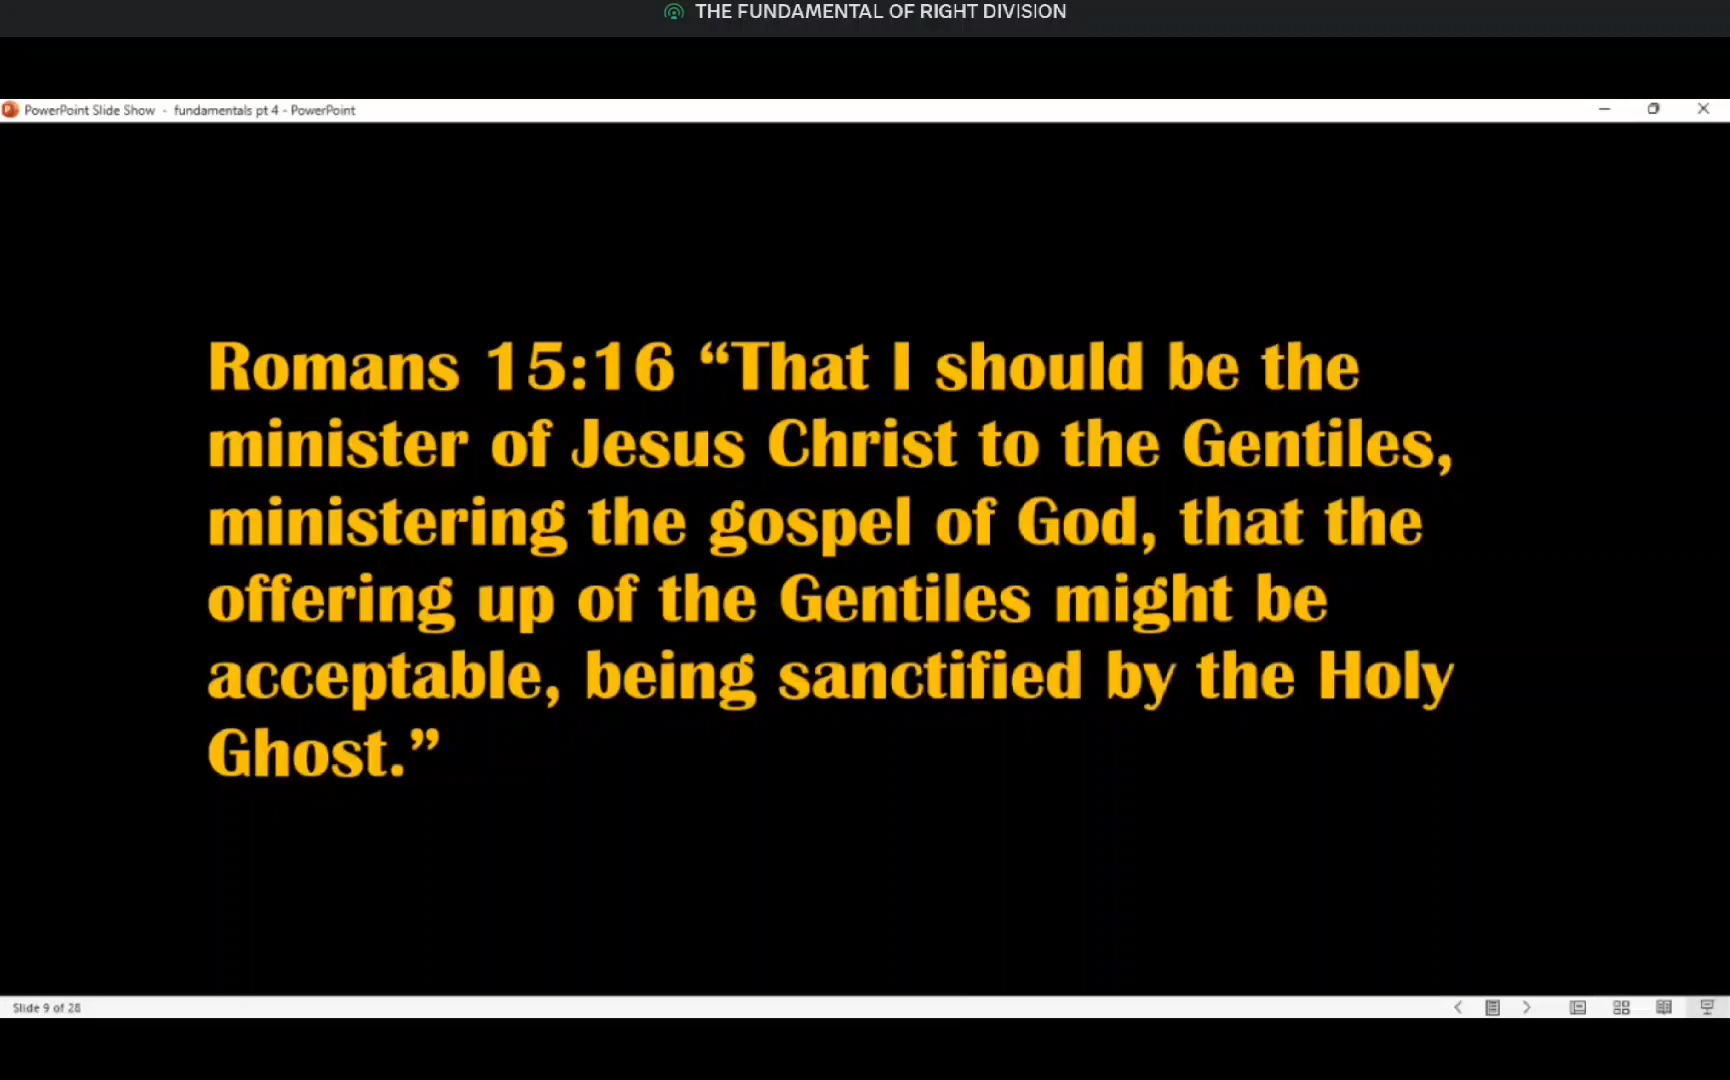 THE FUNDAMENTAL OF RIGHT DIVISION
PowerPoint Slide Show - fundamentals pt 4 - PowerPoint
Romans 15:16 “That I should be the
minister of Jesus Christ to the Gentiles,
ministering the gospel of God, that the
offering up of the Gentiles might be
acceptable, being sanctified by the Holy
Ghost.”
Slide 9 of 28